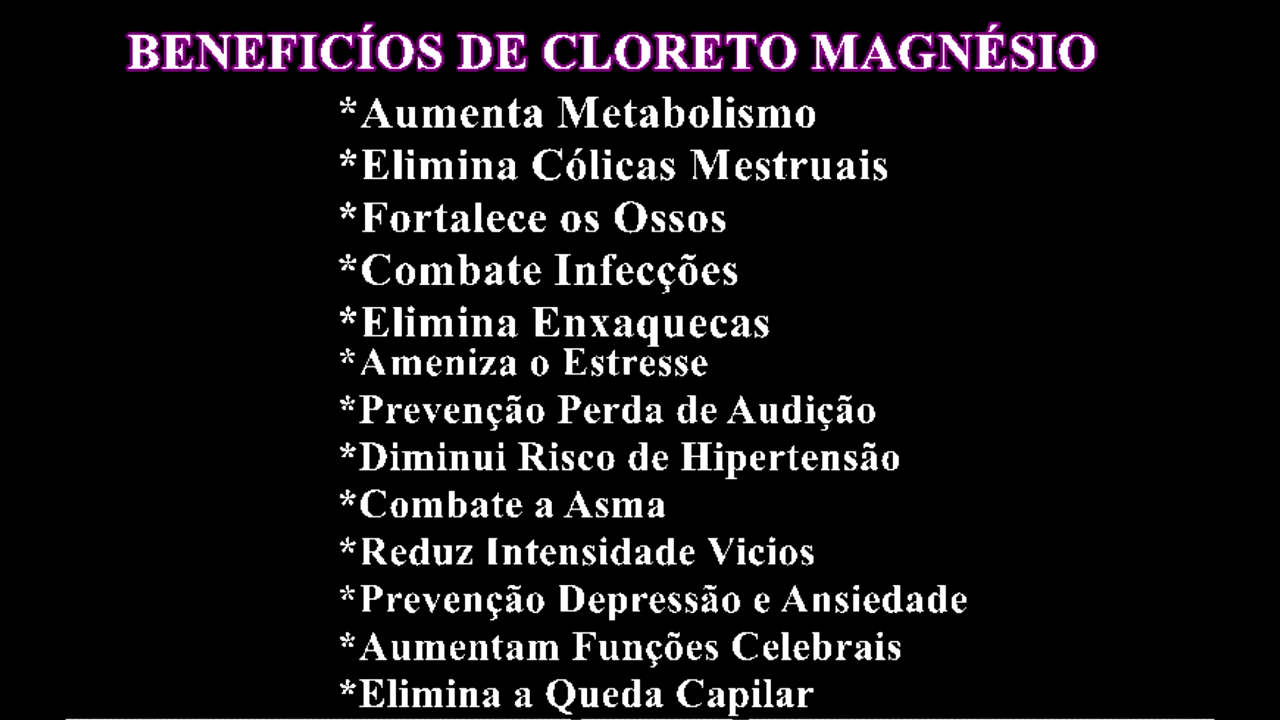 BENEFICÍOS DE CLORETO MAGNÉSIO
*Aumenta Metabolismo
*Elimina Cólicas Mestruais
*Fortalece os Ossos
*Combate Infecções
*Elimina Enxaquecas
*Ameniza o Estresse
*Prevenção Perda de Audição
*Diminui Risco de Hipertensão
*Combate a Asma
*Reduz Intensidade Vicios
*Prevenção Depressão e Ansiedade
*Aumentam Funções Celebrais
*Elimina a Queda Capilar